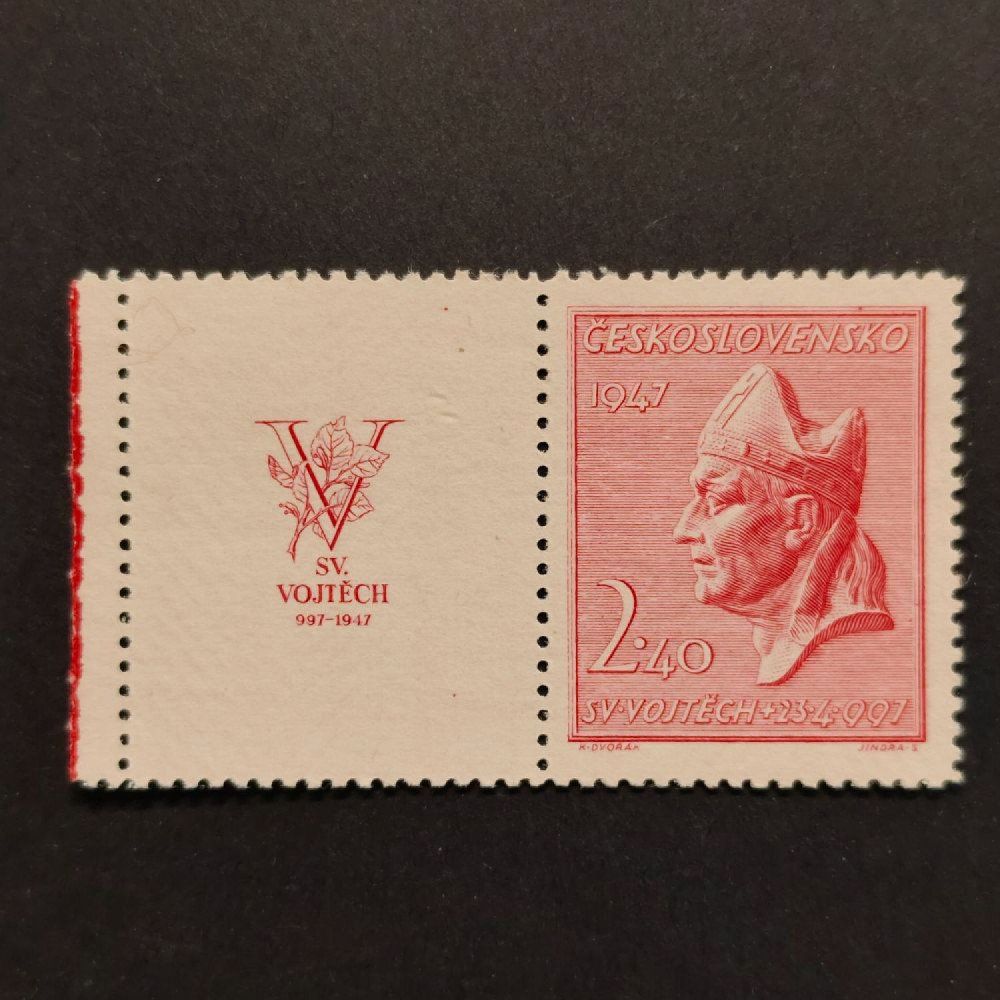 V
SV.
VOJTĚCH
997-1947
ČESKOSLOVENSKO
1947
2·40
SV·VOJTĚCH+23·4·997
K·DVOŘÁK
JINDRA·S